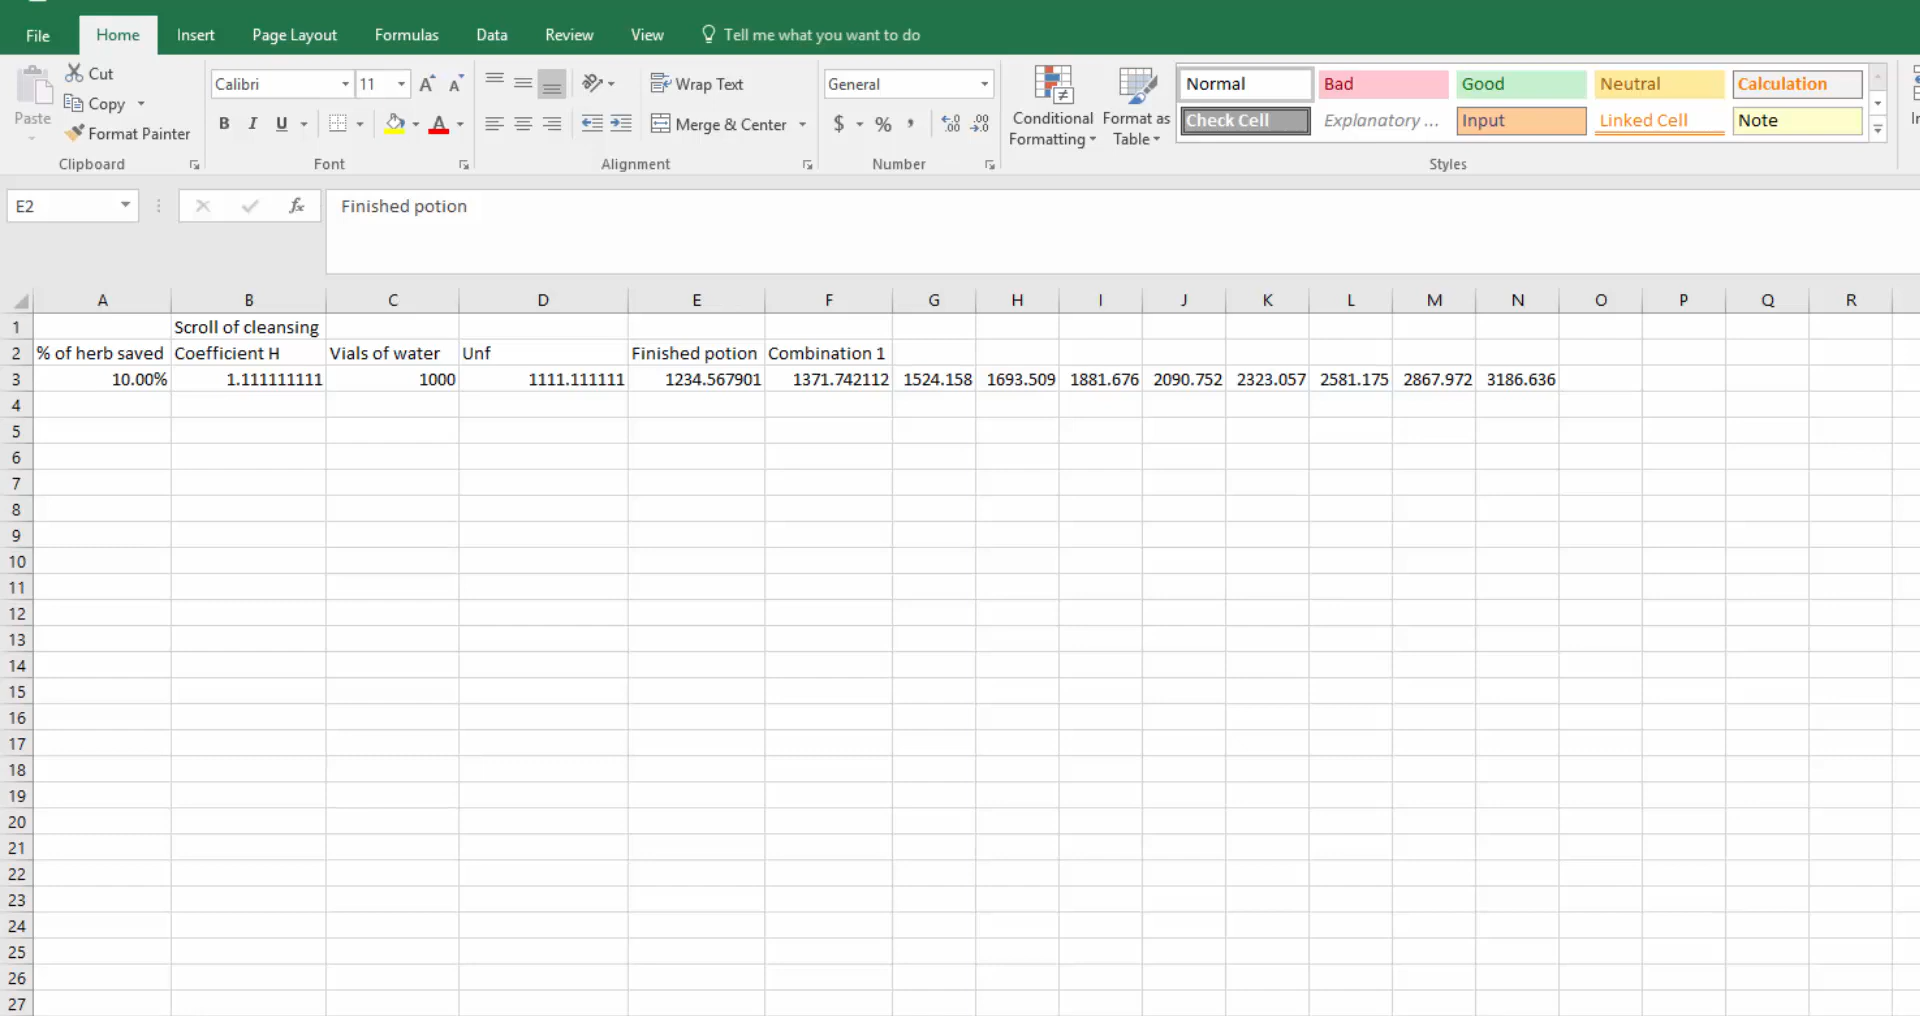 File Home Insert Page Layout Formulas Data Review View Tell me what you want to do
Paste
Cut
Copy
Format Painter
Clipboard
Calibri 11 A A
B I U A
Font
Wrap Text
Merge & Center
Alignment
General
$ % , .00 .00
Number
Conditional Formatting
Format as Table
Normal Bad Good Neutral Calculation
Check Cell Explanatory ... Input Linked Cell Note
Styles
E2 fx Finished potion
A B C D E F G H I J K L M N O P Q R
1 Scroll of cleansing
2 % of herb saved Coefficient H Vials of water Unf Finished potion Combination 1
3 10.00% 1.111111111 1000 1111.111111 1234.567901 1371.742112 1524.158 1693.509 1881.676 2090.752 2323.057 2581.175 2867.972 3186.636
4
5
6
7
8
9
10
11
12
13
14
15
16
17
18
19
20
21
22
23
24
25
26
27